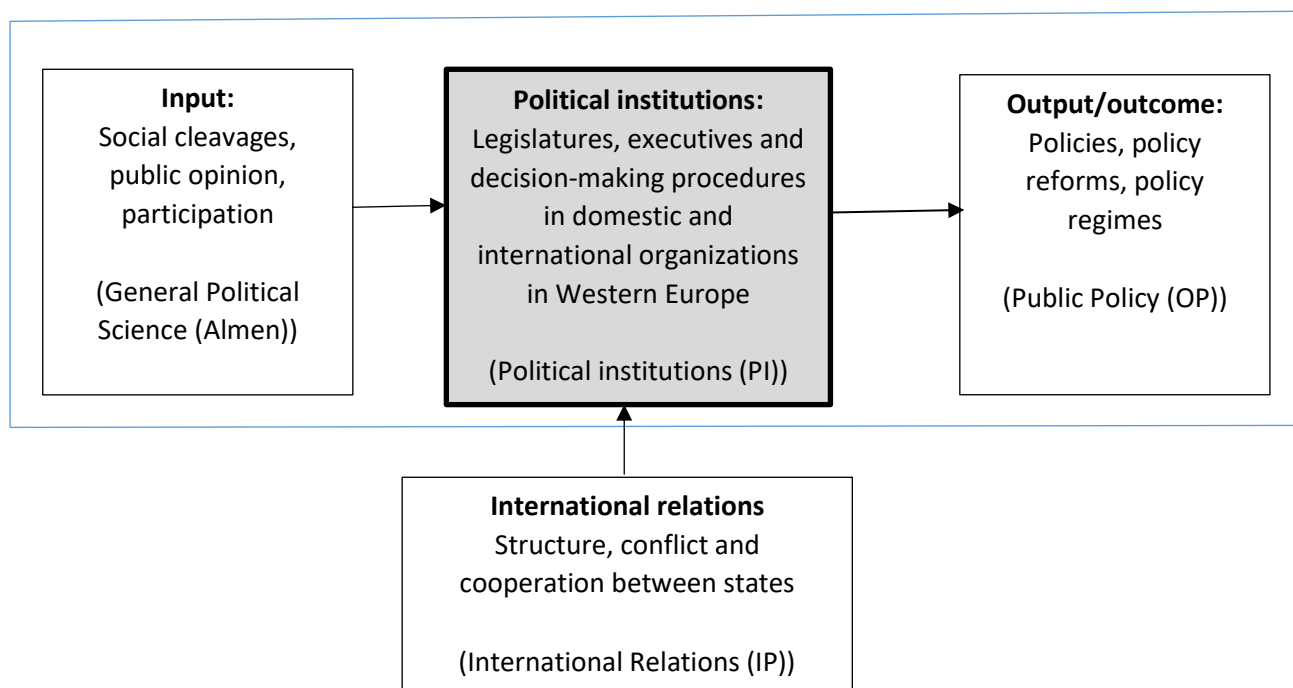 Input:
Social cleavages,
public opinion,
participation
(General Political
Science (Almen))
Political institutions:
Legislatures, executives and
decision-making procedures
in domestic and
international organizations
in Western Europe
(Political institutions (PI))
Output/outcome:
Policies, policy
reforms, policy
regimes
(Public Policy (OP))
International relations
Structure, conflict and
cooperation between states
(International Relations (IP))